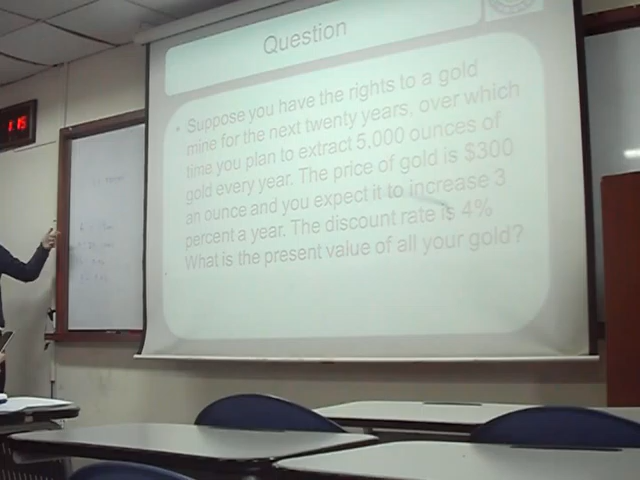 Question
• Suppose you have the rights to a gold
mine for the next twenty years, over which
time you plan to extract 5,000 ounces of
gold every year. The price of gold is $300
an ounce and you expect it to increase 3
percent a year. The discount rate is 4%
What is the present value of all your gold?
1:15